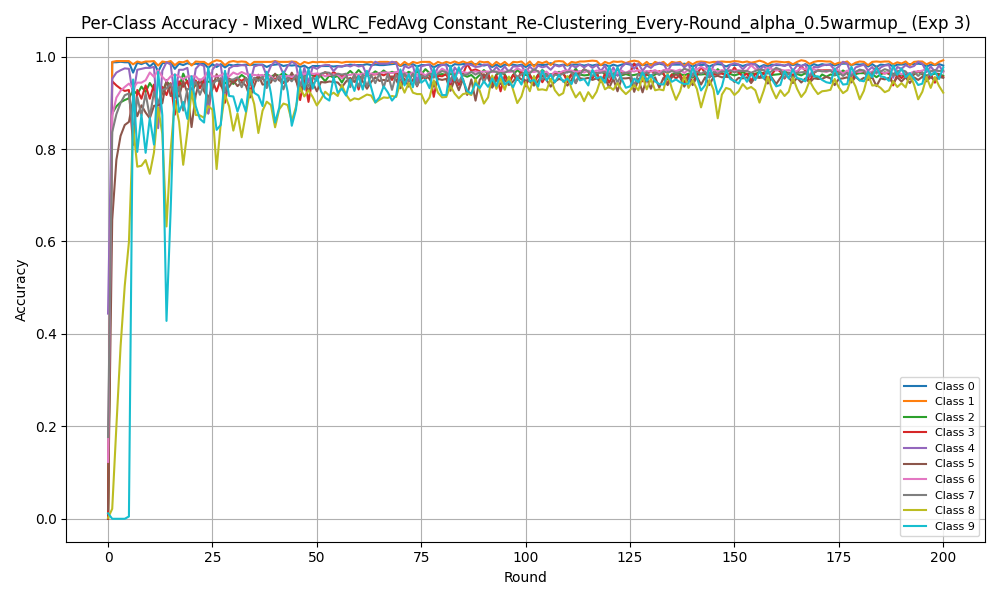 Per-Class Accuracy - Mixed_WLRC_FedAvg Constant_Re-Clustering_Every-Round_alpha_0.5warmup_ (Exp 3)
1.0
0.8
0.6
0.4
0.2
0.0
Accuracy
0 25 50 75 100 125 150 175 200
Round
Class 0
Class 1
Class 2
Class 3
Class 4
Class 5
Class 6
Class 7
Class 8
Class 9